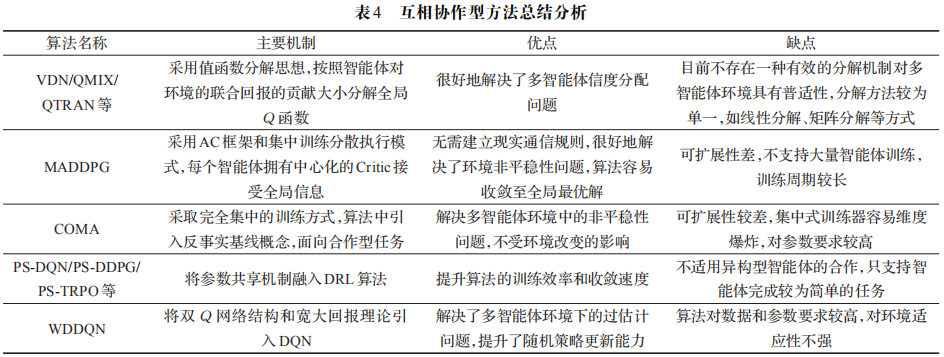 表4 互相协作型方法总结分析
算法名称 主要机制 优点 缺点
VDN/QMIX/
QTRAN等
采用值函数分解思想,按照智能体对
环境的联合回报的贡献大小分解全局
Q函数
很好地解决了多智能体信度分配
问题
目前不存在一种有效的分解机制对多
智能体环境具有普适性,分解方法较为
单一,如线性分解、矩阵分解等方式
MADDPG
采用AC框架和集中训练分散执行模
式,每个智能体拥有中心化的Critic接
受全局信息
无需建立现实通信规则,很好地解
决了环境非平稳性问题,算法容易
收敛至全局最优解
可扩展性差,不支持大量智能体训练,
训练周期较长
COMA
采取完全集中的训练方式,算法中引
入反事实基线概念,面向合作型任务
解决多智能体环境中的非平稳性
问题,不受环境改变的影响
可扩展性较差,集中式训练器容易维度
爆炸,对参数要求较高
PS-DQN/PS-DDPG/
PS-TRPO等
将参数共享机制融入DRL算法
提升算法的训练效率和收敛速度
不适用异构型智能体的合作,只支持智
能体完成较为简单的任务
WDDQN
将双Q网络结构和宽大回报理论引
入DQN
解决了多智能体环境下的过估计
问题,提升了随机策略更新能力
算法对数据和参数要求较高,对环境适
应性不强